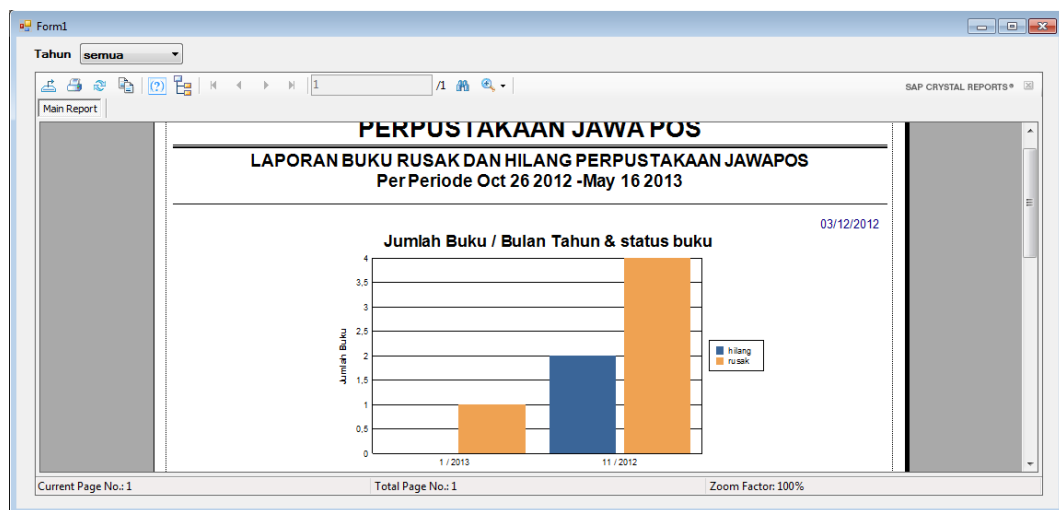 Form1
Tahun semua
(?) 1 /1 SAP CRYSTAL REPORTS®
Main Report
PERPUSTAKAAN JAWA POS
LAPORAN BUKU RUSAK DAN HILANG PERPUSTAKAAN JAWAPOS
Per Periode Oct 26 2012 -May 16 2013
03/12/2012
Jumlah Buku / Bulan Tahun & status buku
Jumlah Buku
4
3,5
3
2,5
2
1,5
1
0,5
0
hilang
rusak
1 / 2013 11 / 2012
Current Page No.: 1 Total Page No.: 1 Zoom Factor: 100%